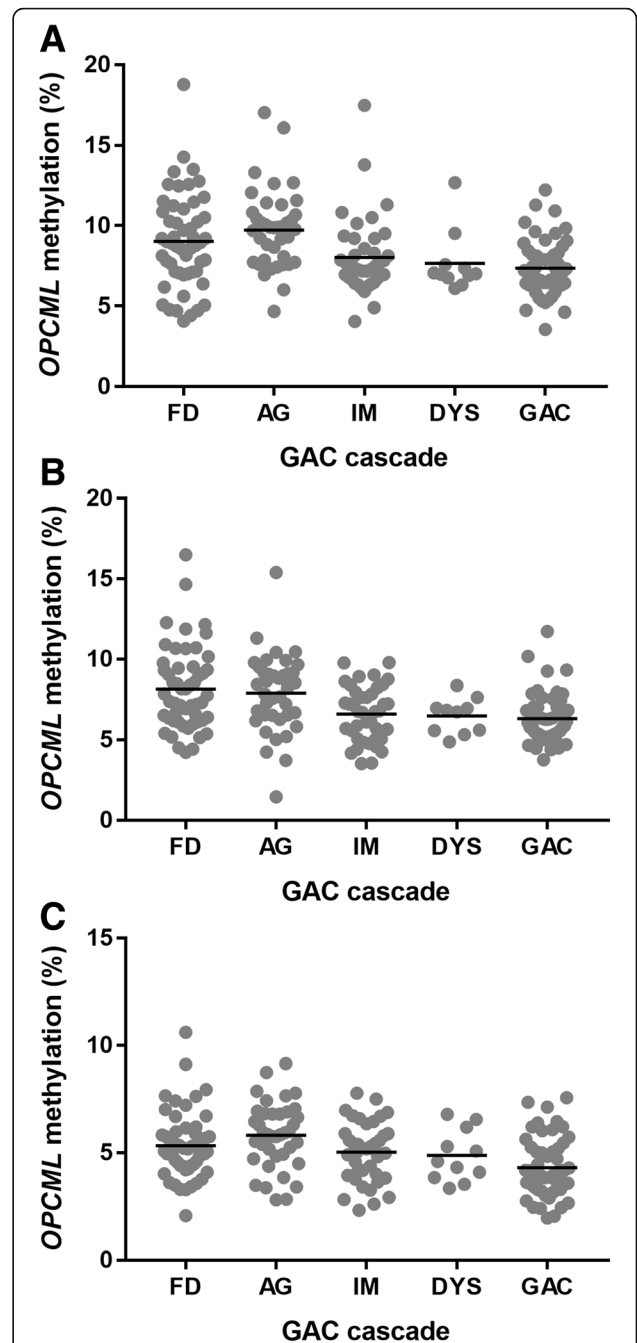 A
OPCML methylation (%)
20
15
10
5
0
FD AG IM DYS GAC
GAC cascade
B
OPCML methylation (%)
20
15
10
5
0
FD AG IM DYS GAC
GAC cascade
C
OPCML methylation (%)
15
10
5
0
FD AG IM DYS GAC
GAC cascade